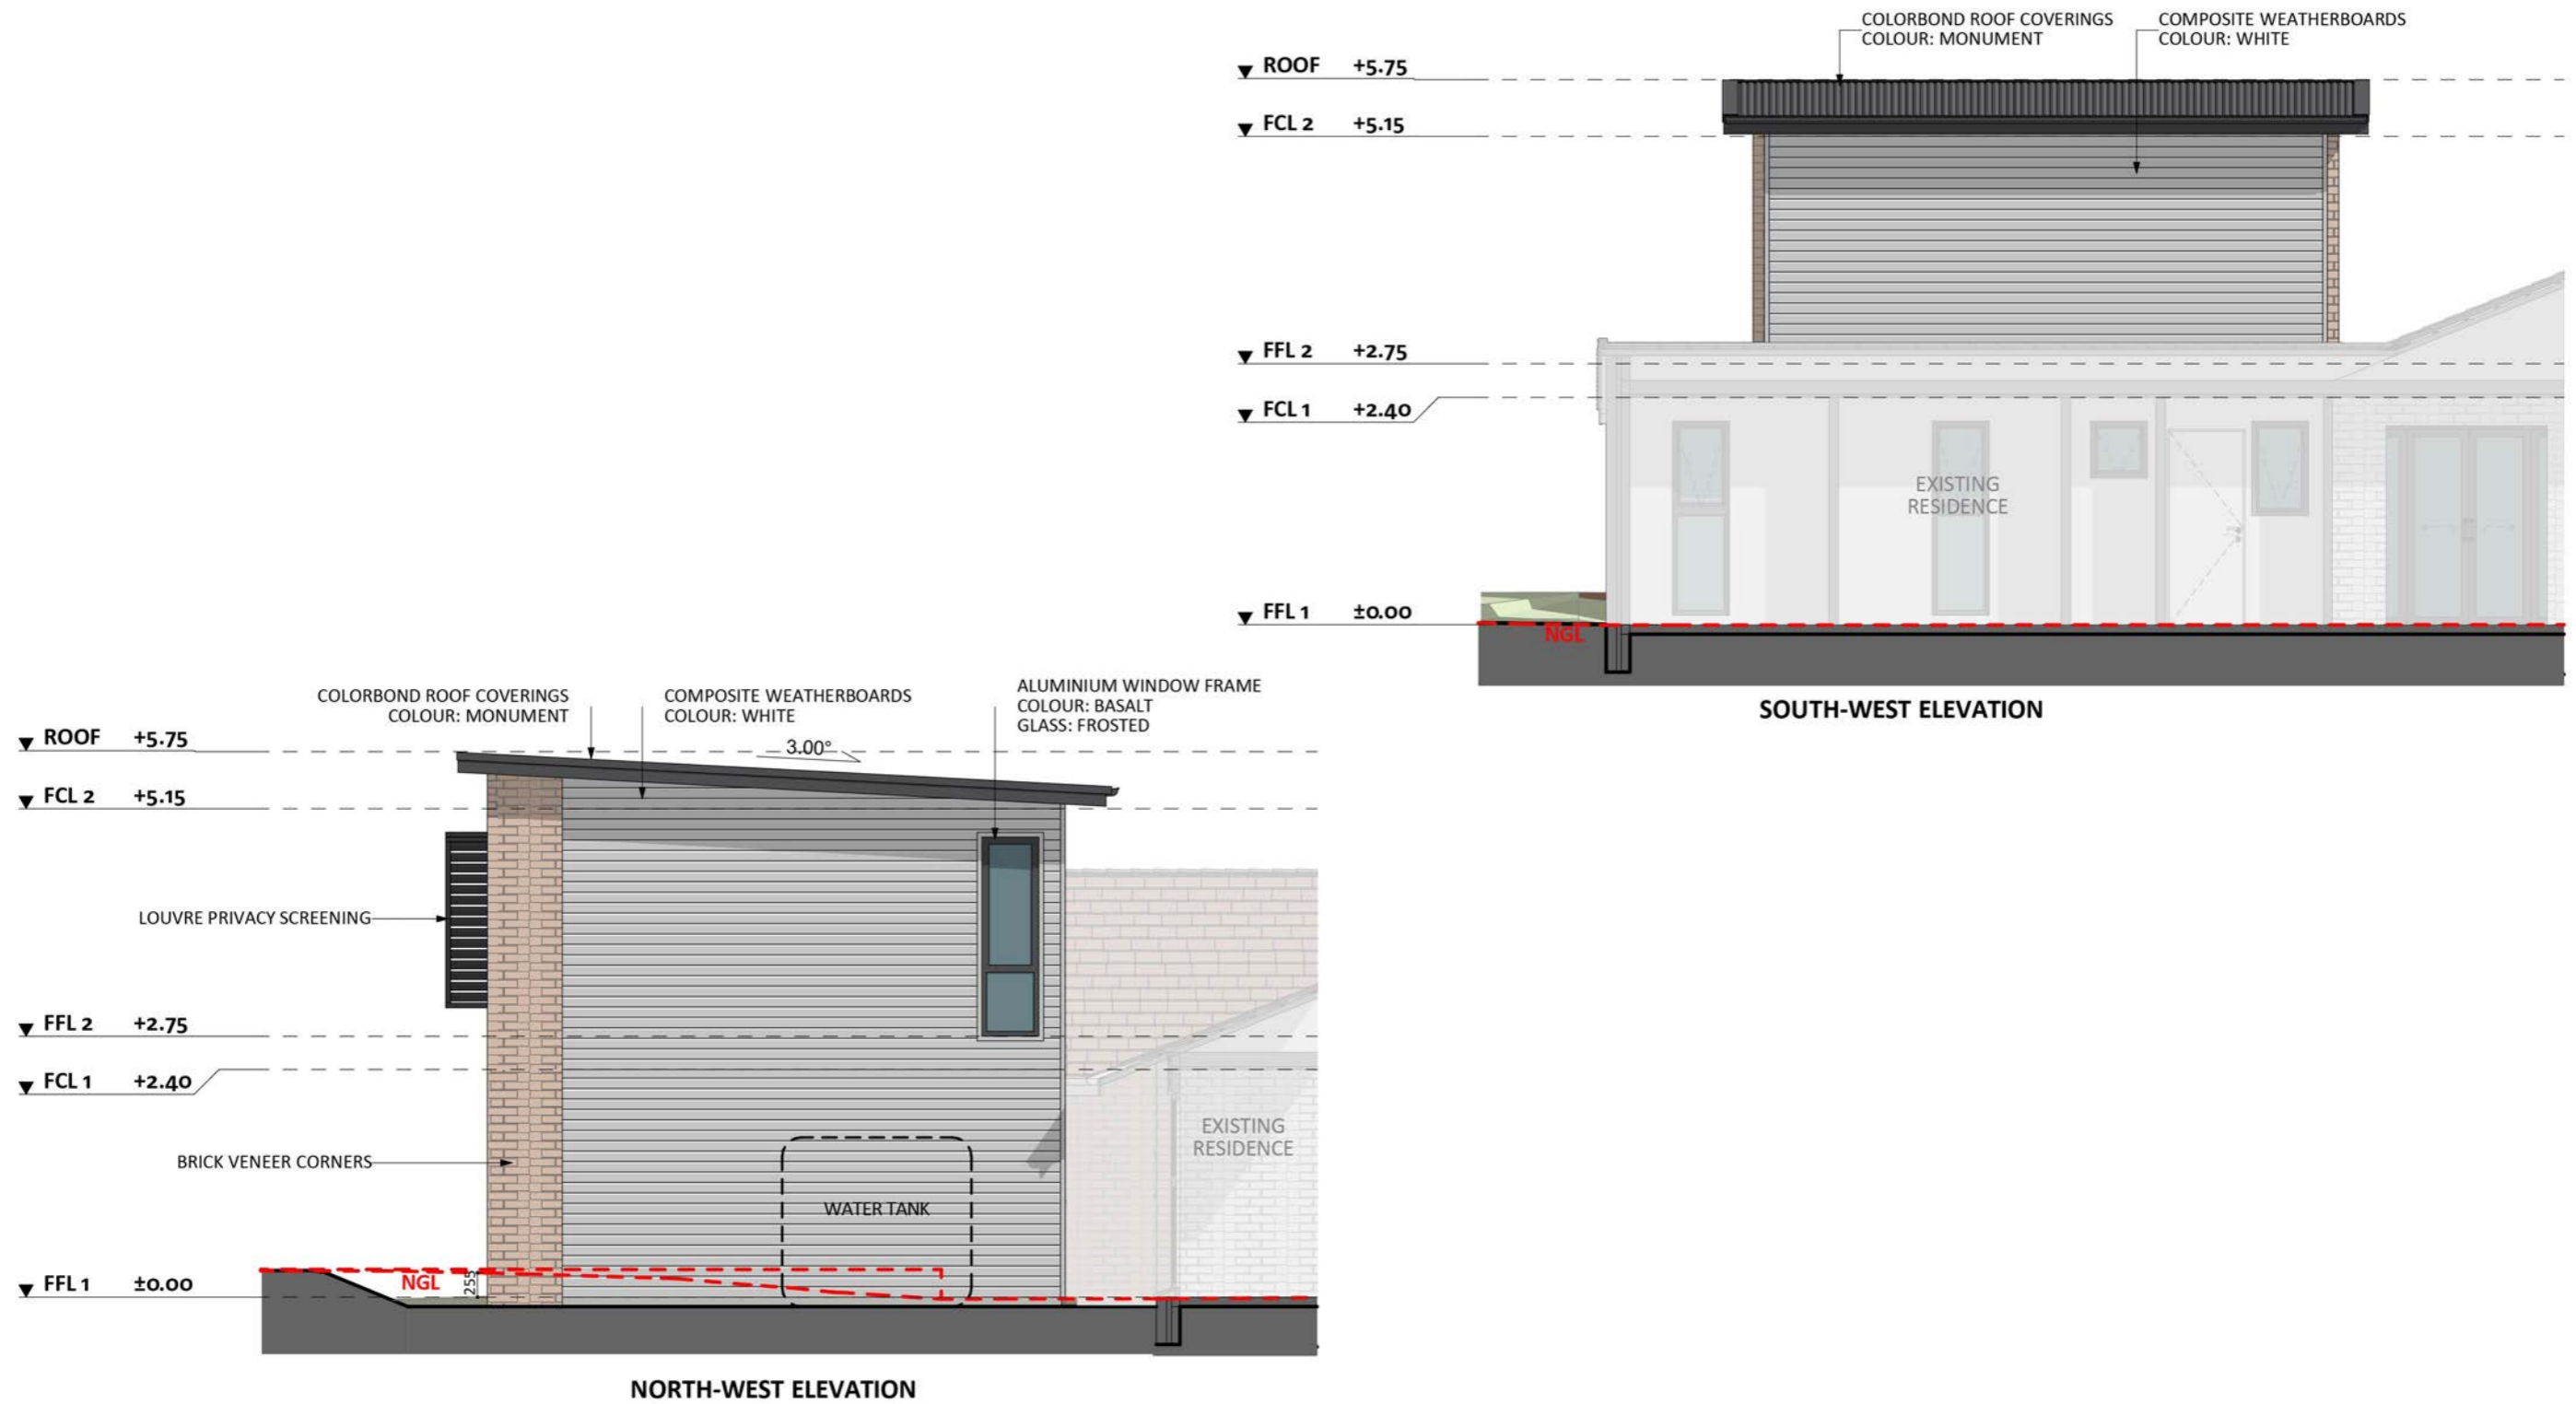 COLORBOND ROOF COVERINGS
COLOUR: MONUMENT
COMPOSITE WEATHERBOARDS
COLOUR: WHITE
ROOF +5.75
FCL 2 +5.15
FFL 2 +2.75
FCL 1 +2.40
EXISTING
RESIDENCE
FFL 1 ±0.00
NGL
SOUTH-WEST ELEVATION
COLORBOND ROOF COVERINGS
COLOUR: MONUMENT
COMPOSITE WEATHERBOARDS
COLOUR: WHITE
ALUMINIUM WINDOW FRAME
COLOUR: BASALT
GLASS: FROSTED
ROOF +5.75
3.00°
FCL 2 +5.15
LOUVRE PRIVACY SCREENING
FFL 2 +2.75
FCL 1 +2.40
EXISTING
RESIDENCE
BRICK VENEER CORNERS
WATER TANK
NGL
255
FFL 1 ±0.00
NORTH-WEST ELEVATION